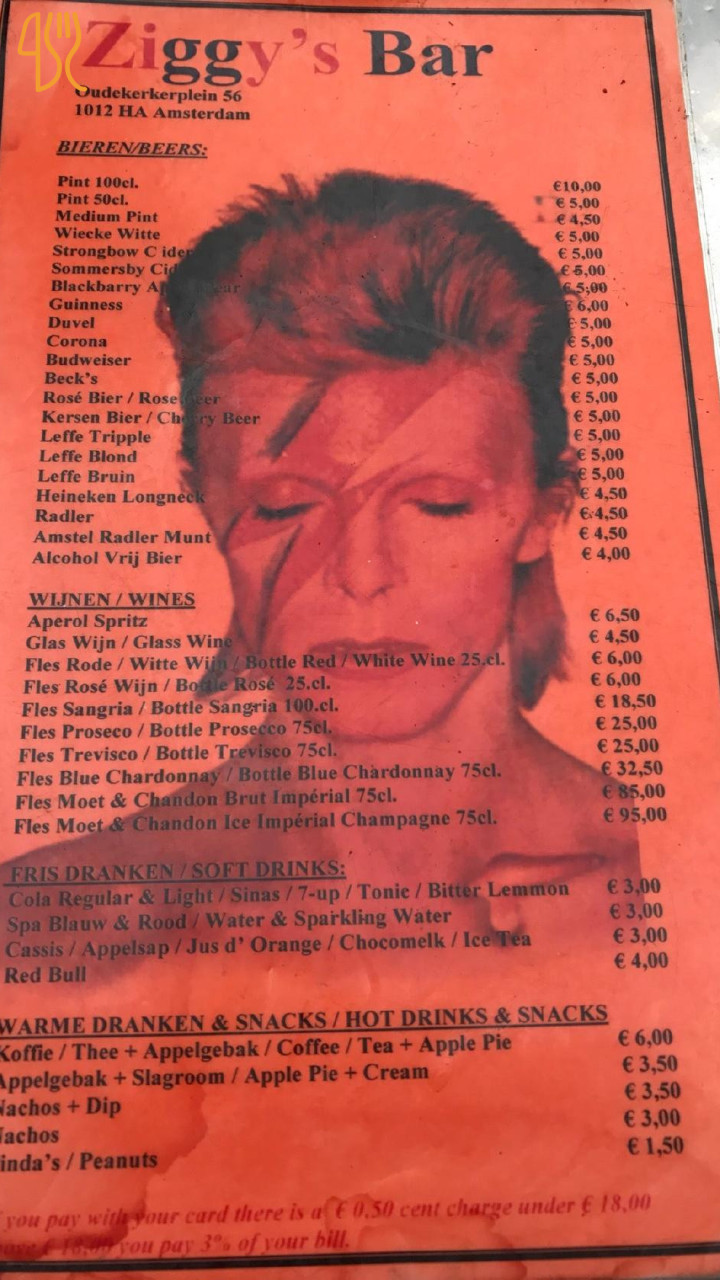 Ziggy's Bar
Oudekerkerplein 56
1012 HA Amsterdam
BIEREN/BEERS:
Pint 100cl. €10,00
Pint 50cl. € 5,00
Medium Pint € 4,50
Wiecke Witte € 5,00
Strongbow C ider € 5,00
Sommersby Cid € 5,00
Blackbarry € 5,00
Guinness € 6,00
Duvel € 5,00
Corona € 5,00
Budweiser € 5,00
Beck's € 5,00
Rosé Bier / Rose Beer € 5,00
Kersen Bier / Cherry Beer € 5,00
Leffe Tripple € 5,00
Leffe Blond € 5,00
Leffe Bruin € 5,00
Heineken Longneck € 4,50
Radler € 4,50
Amstel Radler Munt € 4,50
Alcohol Vrij Bier € 4,00
WIJNEN / WINES
Aperol Spritz € 6,50
Glas Wijn / Glass Wine € 4,50
Fles Rode / Witte Wijn / Bottle Red / White Wine 25.cl. € 6,00
Fles Rosé Wijn / Bottle Rosé 25.cl. € 6,00
Fles Sangria / Bottle Sangria 100.cl. € 18,50
Fles Proseco / Bottle Prosecco 75cl. € 25,00
Fles Trevisco / Bottle Trevisco 75cl. € 25,00
Fles Blue Chardonnay / Bottle Blue Chardonnay 75cl. € 32,50
Fles Moet & Chandon Brut Impérial 75cl. € 85,00
Fles Moet & Chandon Ice Impérial Champagne 75cl. € 95,00
FRIS DRANKEN / SOFT DRINKS:
Cola Regular & Light / Sinas / 7-up / Tonic / Bitter Lemmon € 3,00
Spa Blauw & Rood / Water & Sparkling Water € 3,00
Cassis / Appelsap / Jus d' Orange / Chocomelk / Ice Tea € 3,00
Red Bull € 4,00
WARME DRANKEN & SNACKS / HOT DRINKS & SNACKS
Koffie / Thee + Appelgebak / Coffee / Tea + Apple Pie € 6,00
Appelgebak + Slagroom / Apple Pie + Cream € 3,50
Nachos + Dip € 3,50
Nachos € 3,00
inda's / Peanuts € 1,50
you pay with your card there is a € 0,50 cent charge under € 18,00
€ 18,00 you pay 3% of your bill.